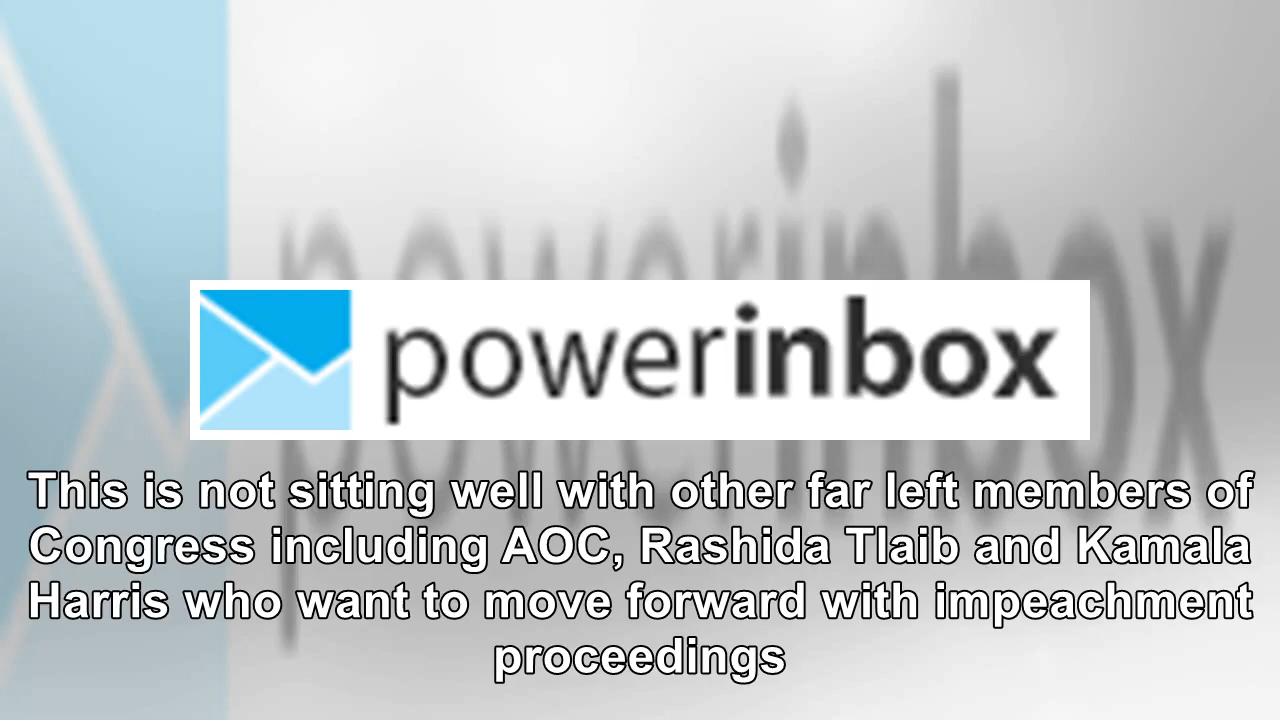 powerinbox
powerinbox
This is not sitting well with other far left members of
Congress including AOC, Rashida Tlaib and Kamala
Harris who want to move forward with impeachment
proceedings